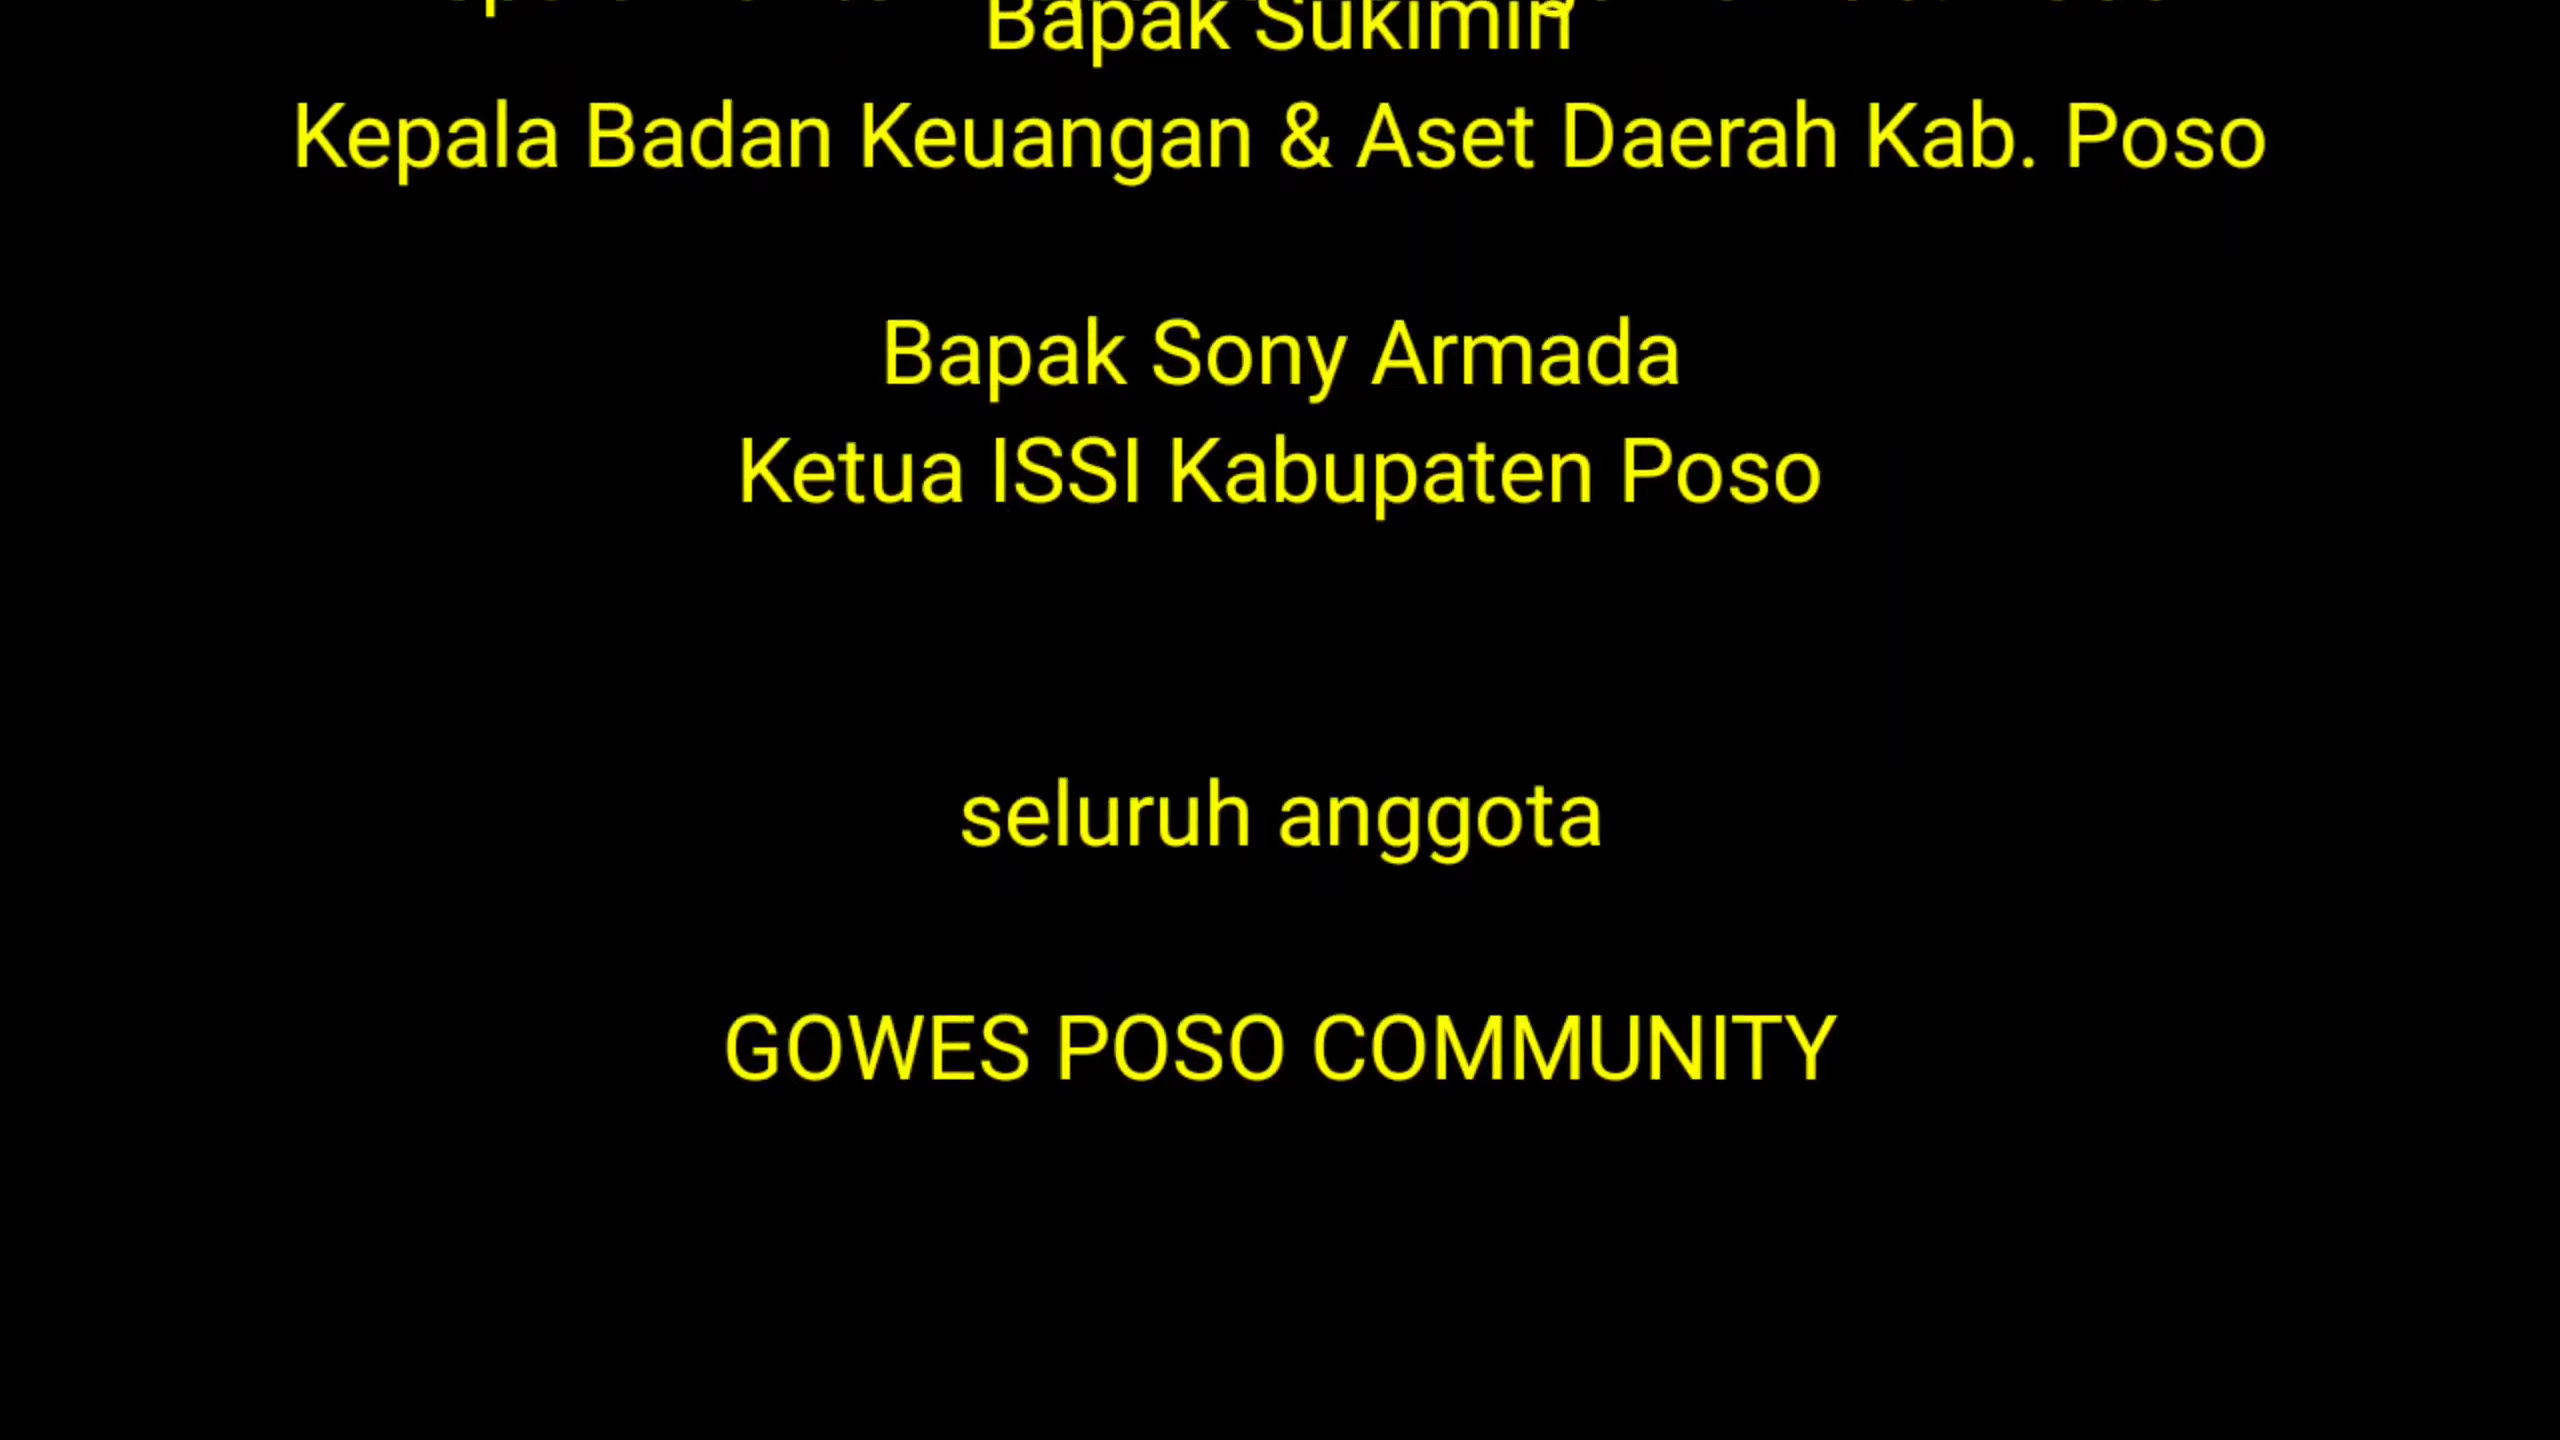 Bapak Sukimin
Kepala Badan Keuangan & Aset Daerah Kab. Poso
Bapak Sony Armada
Ketua ISSI Kabupaten Poso
seluruh anggota
GOWES POSO COMMUNITY